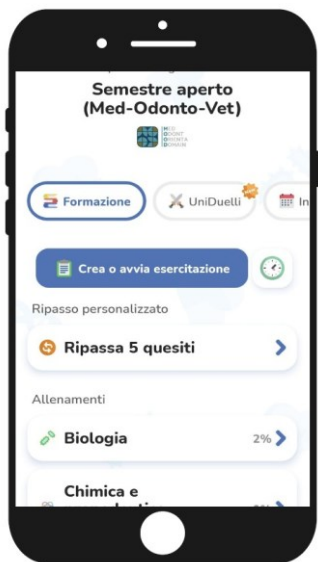 Semestre aperto
(Med-Odonto-Vet)
Formazione
UniDuelli
In
Crea o avvia esercitazione
Ripasso personalizzato
Ripassa 5 quesiti
Allenamenti
Biologia
2%
Chimica e